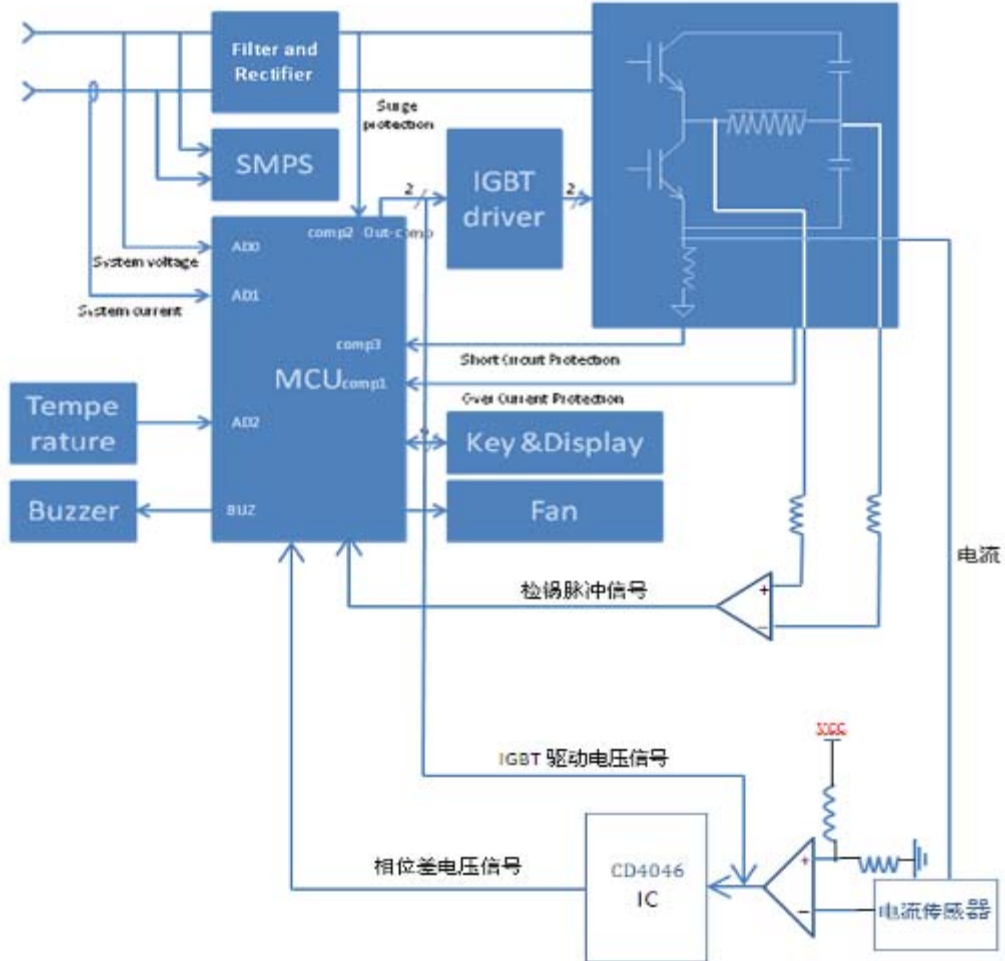 Filter and
Rectifier
Surge
protection
SMPS
2
IGBT
driver
2
comp2
Out-comp
AD0
System voltage
AD1
System current
comp3
Short Circuit Protection
MCU
comp1
Over Current Protection
Tempe
rature
AD2
Key &Display
Buzzer
BUZ
Fan
电流
检锅脉冲信号
+
−
VCC
IGBT 驱动电压信号
相位差电压信号
CD4046
IC
+
−
电流传感器